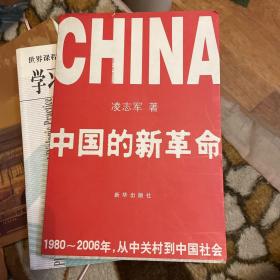 CHINA
凌志军 著
中国的新革命
新华出版社
1980～2006年，从中关村到中国社会
世界课程
学习